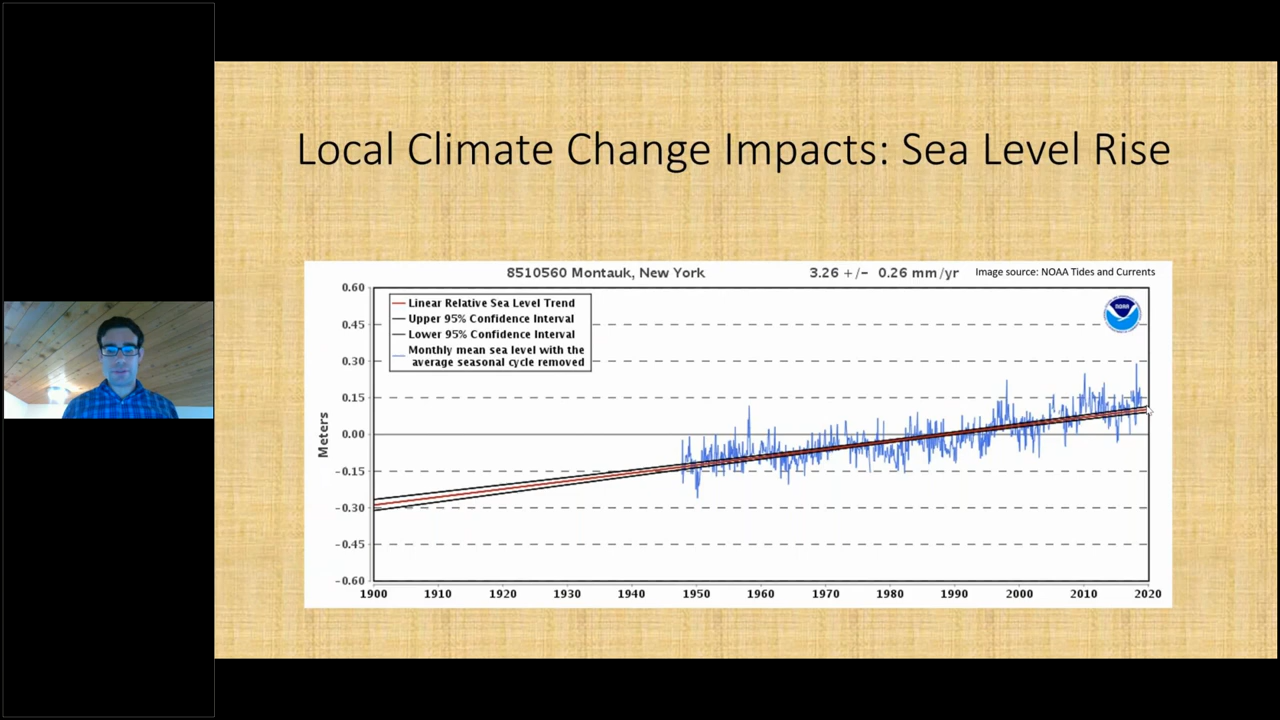 Local Climate Change Impacts: Sea Level Rise
8510560 Montauk, New York
3.26 +/- 0.26 mm/yr
Image source: NOAA Tides and Currents
Linear Relative Sea Level Trend
Upper 95% Confidence Interval
Lower 95% Confidence Interval
Monthly mean sea level with the
average seasonal cycle removed
NOAA
Meters
0.60
0.45
0.30
0.15
0.00
-0.15
-0.30
-0.45
-0.60
1900 1910 1920 1930 1940 1950 1960 1970 1980 1990 2000 2010 2020